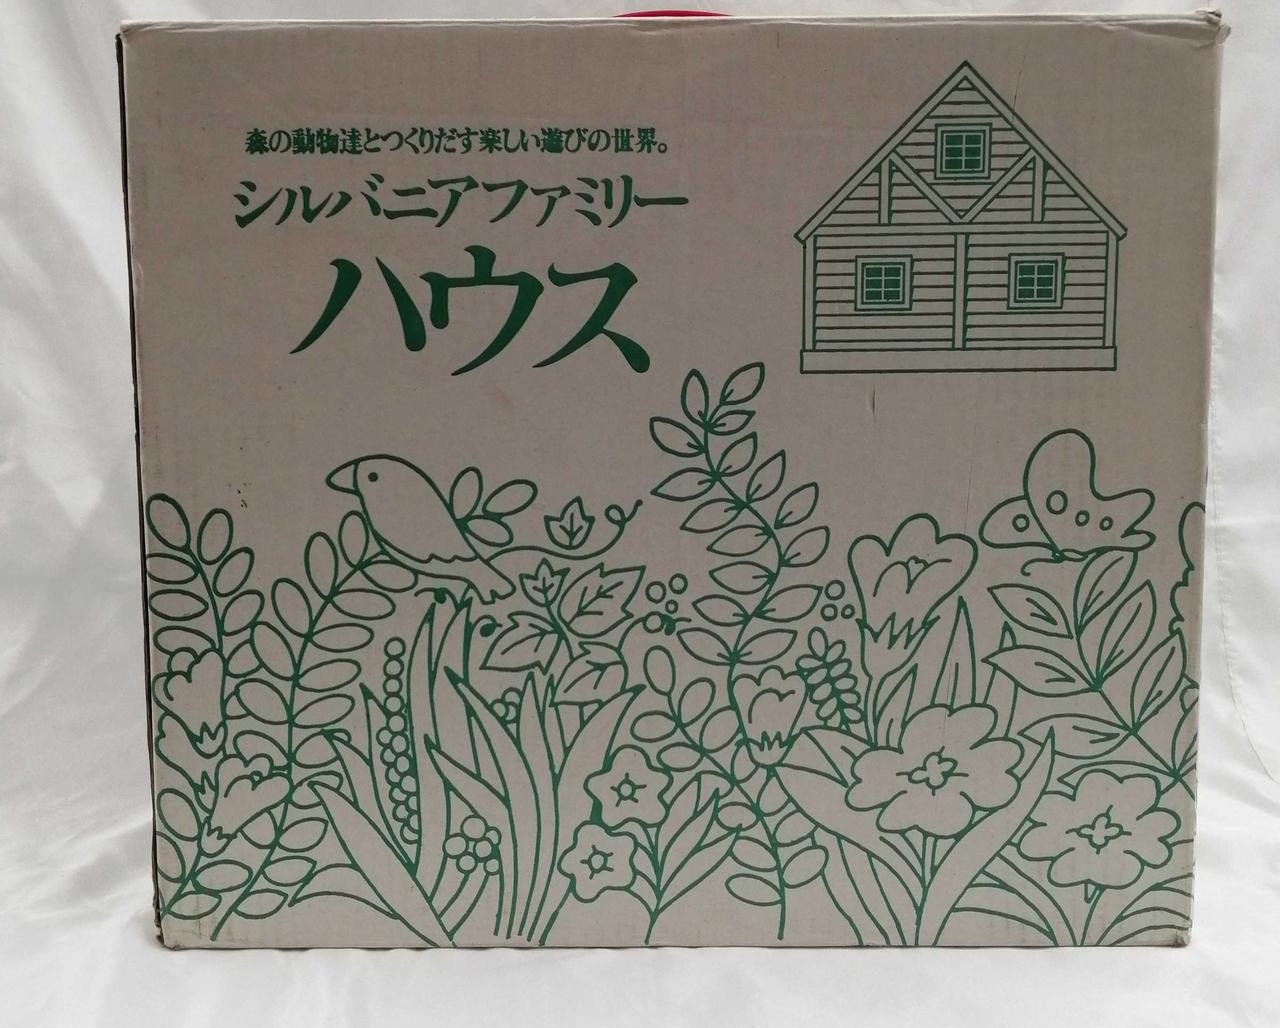 森の動物達とつくりだす楽しい遊びの世界。
シルバニアファミリー
ハウス